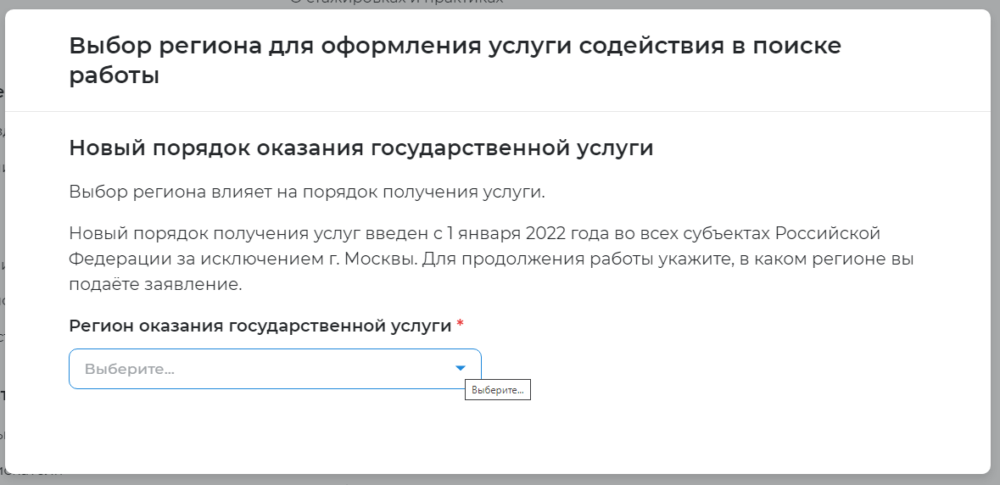 О стажировках и практиках
Выбор региона для оформления услуги содействия в поиске
работы
Новый порядок оказания государственной услуги
Выбор региона влияет на порядок получения услуги.
Новый порядок получения услуг введен с 1 января 2022 года во всех субъектах Российской
Федерации за исключением г. Москвы. Для продолжения работы укажите, в каком регионе вы
подаёте заявление.
Регион оказания государственной услуги *
Выберите...
Выберите...